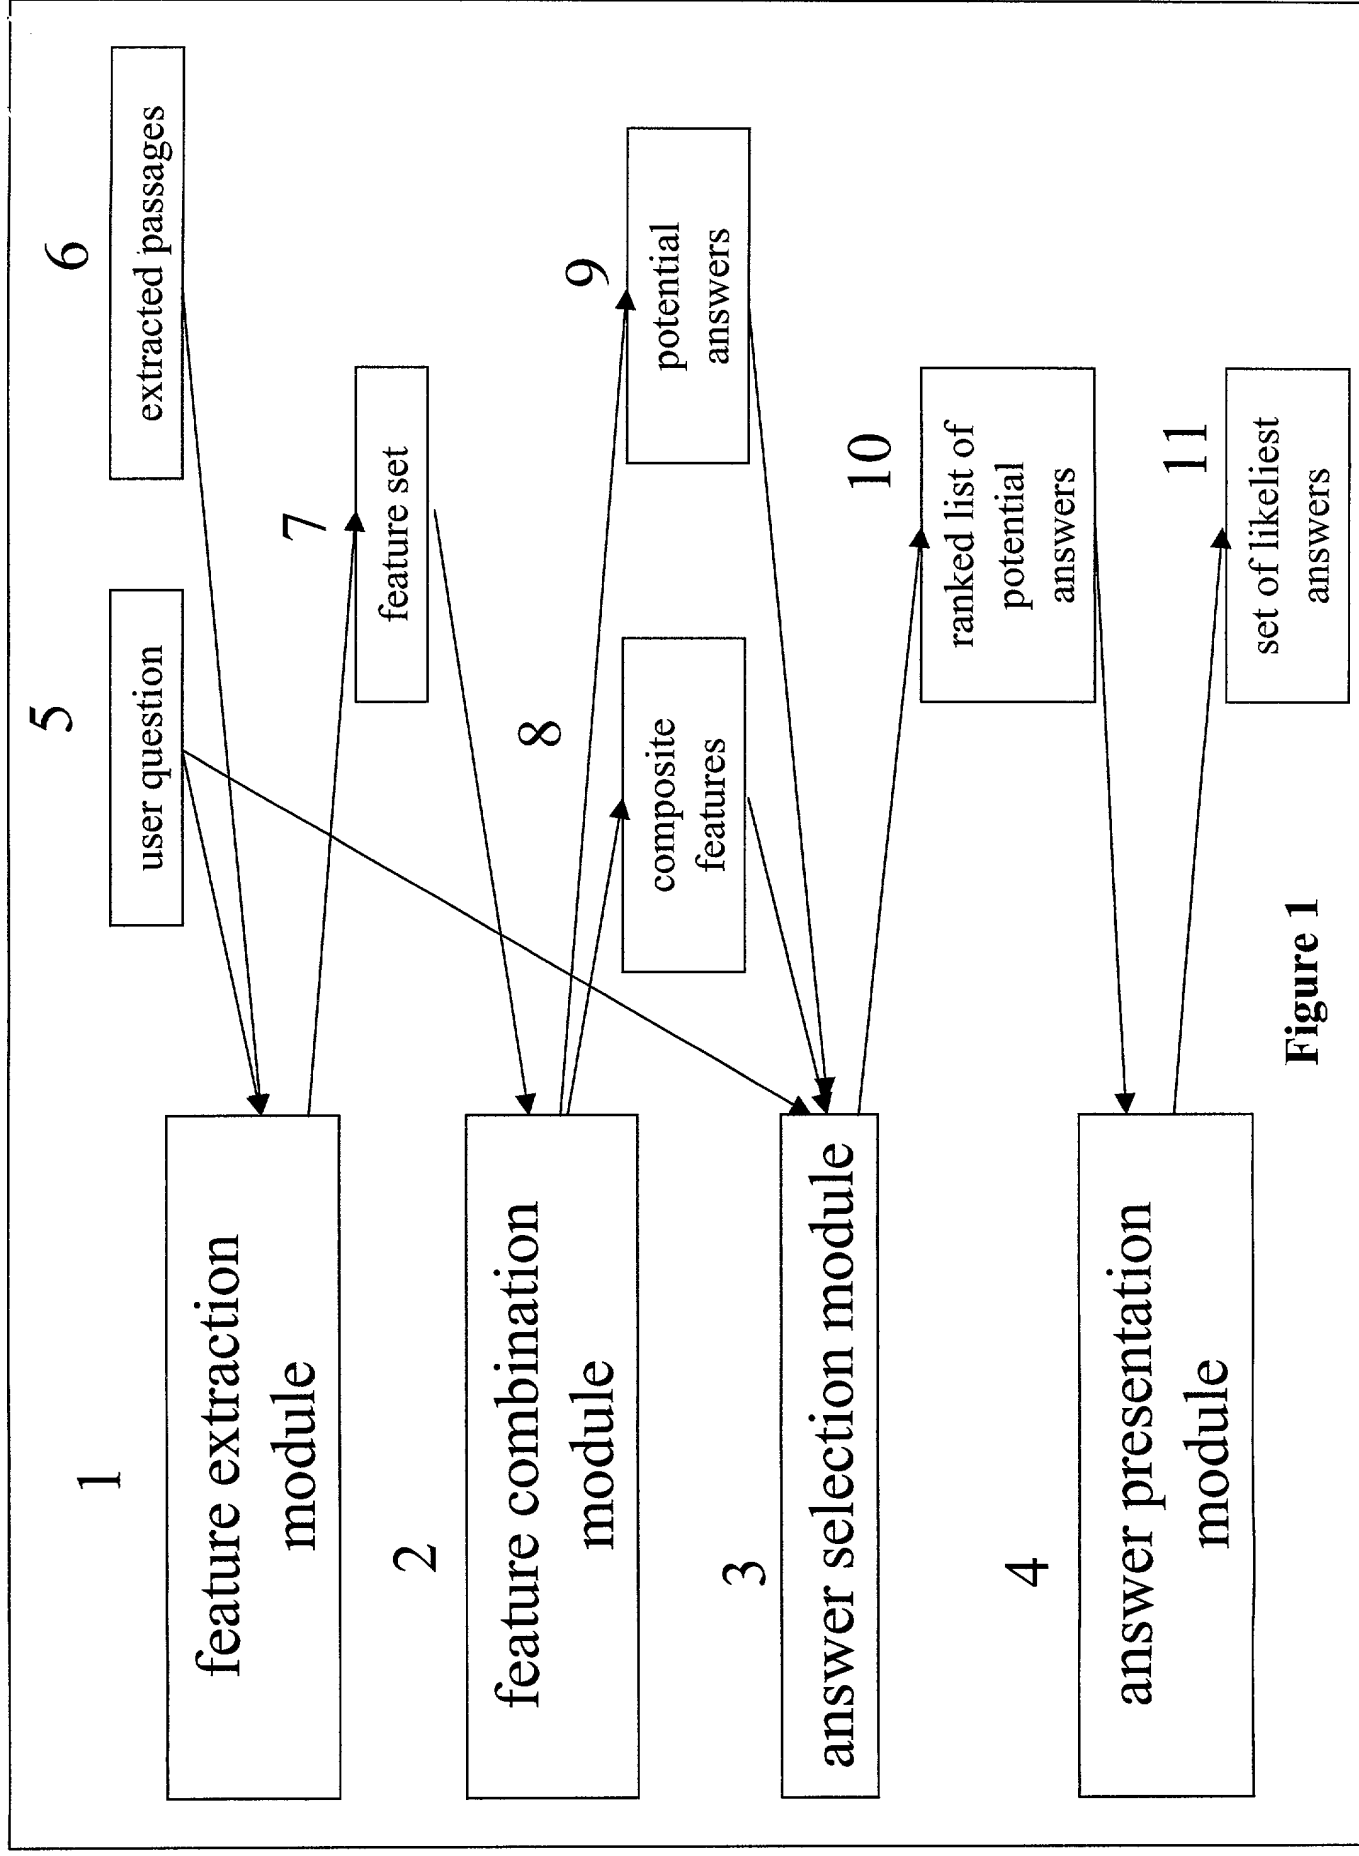 5
user question
6
extracted passages
1
feature extraction
module
7
feature set
2
feature combination
module
8
composite
features
9
potential
answers
3
answer selection module
10
ranked list of
potential
answers
4
answer presentation
module
11
set of likeliest
answers
Figure 1